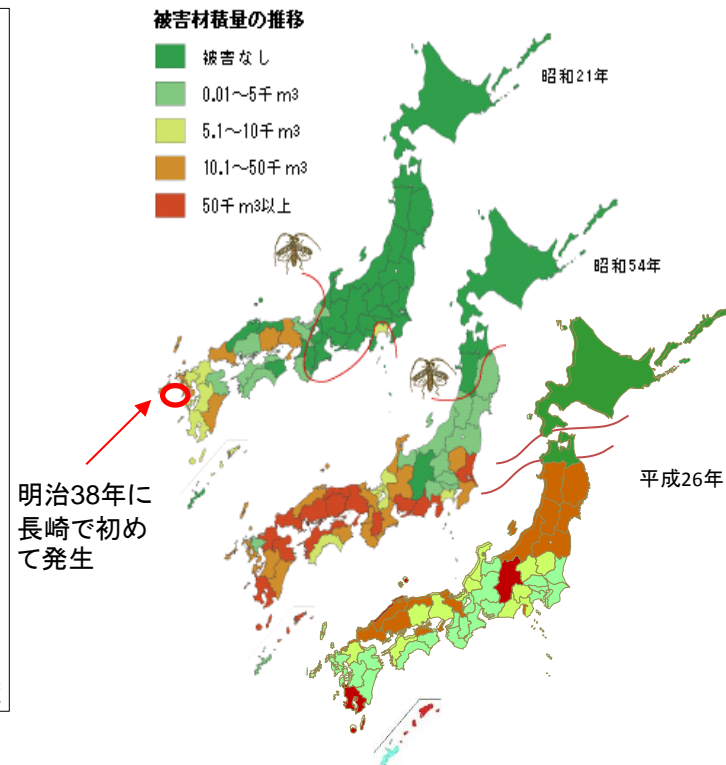 被害材積量の推移
被害なし
0.01～5千m³
5.1～10千m³
10.1～50千m³
50千m³以上
昭和21年
昭和54年
平成26年
明治38年に
長崎で初め
て発生